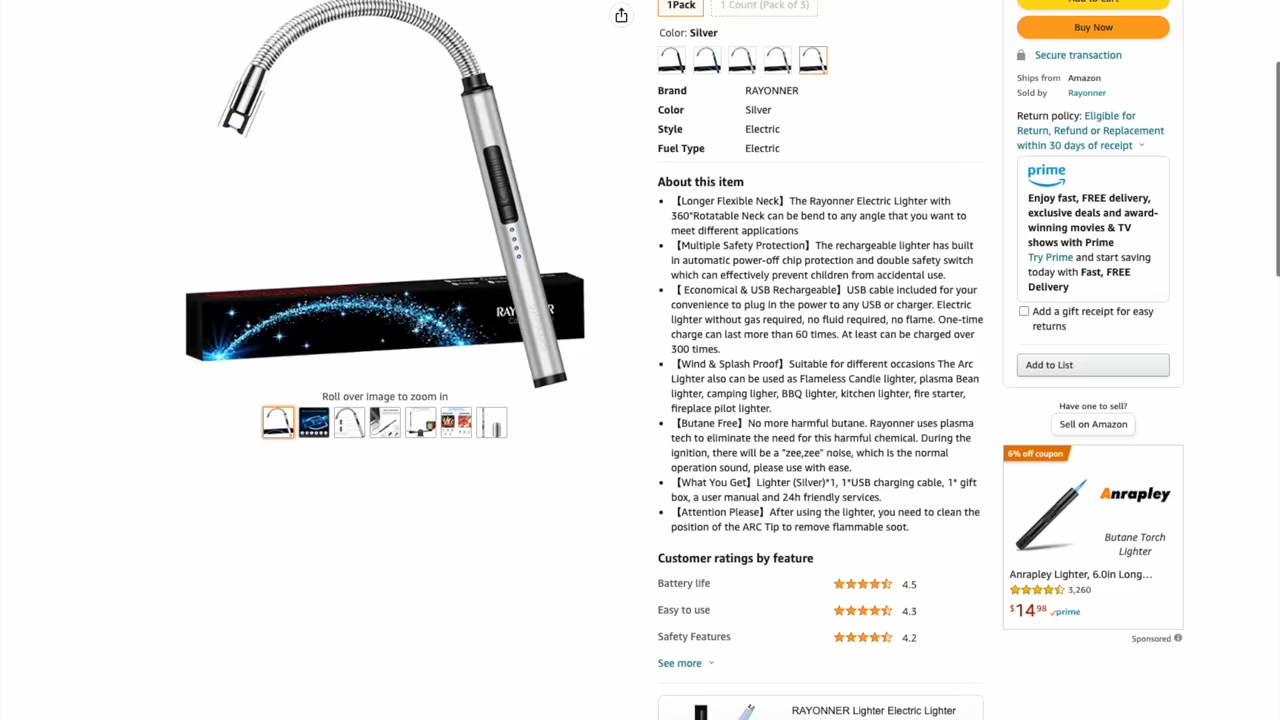 1Pack
1 Count (Pack of 3)
Color: Silver
Brand RAYONNER
Color Silver
Style Electric
Fuel Type Electric
About this item
【Longer Flexible Neck】The Rayonner Electric Lighter with
360°Rotatable Neck can be bend to any angle that you want to
meet different applications
【Multiple Safety Protection】The rechargeable lighter has built
in automatic power-off chip protection and double safety switch
which can effectively prevent children from accidental use.
【 Economical & USB Rechargeable】USB cable included for your
convenience to plug in the power to any USB or charger. Electric
lighter without gas required, no fluid required, no flame. One-time
charge can last more than 60 times. At least can be charged over
300 times.
【Wind & Splash Proof】Suitable for different occasions The Arc
Lighter also can be used as Flameless Candle lighter, plasma Bean
lighter, camping ligher, BBQ lighter, kitchen lighter, fire starter,
fireplace pilot lighter.
【Butane Free】No more harmful butane. Rayonner uses plasma
tech to eliminate the need for this harmful chemical. During the
ignition, there will be a "zee,zee" noise, which is the normal
operation sound, please use with ease.
【What You Get】Lighter (Silver)*1, 1*USB charging cable, 1* gift
box, a user manual and 24h friendly services.
【Attention Please】After using the lighter, you need to clean the
position of the ARC Tip to remove flammable soot.
Customer ratings by feature
Battery life 4.5
Easy to use 4.3
Safety Features 4.2
See more
RAYONNER Lighter Electric Lighter
Roll over image to zoom in
Add to Cart
Buy Now
Secure transaction
Ships from Amazon
Sold by Rayonner
Return policy: Eligible for
Return, Refund or Replacement
within 30 days of receipt
prime
Enjoy fast, FREE delivery,
exclusive deals and award-
winning movies & TV
shows with Prime
Try Prime and start saving
today with Fast, FREE
Delivery
Add a gift receipt for easy
returns
Add to List
Have one to sell?
Sell on Amazon
6% off coupon
Anrapley
Butane Torch
Lighter
Anrapley Lighter, 6.0in Long...
3,260
$14.98 prime
Sponsored